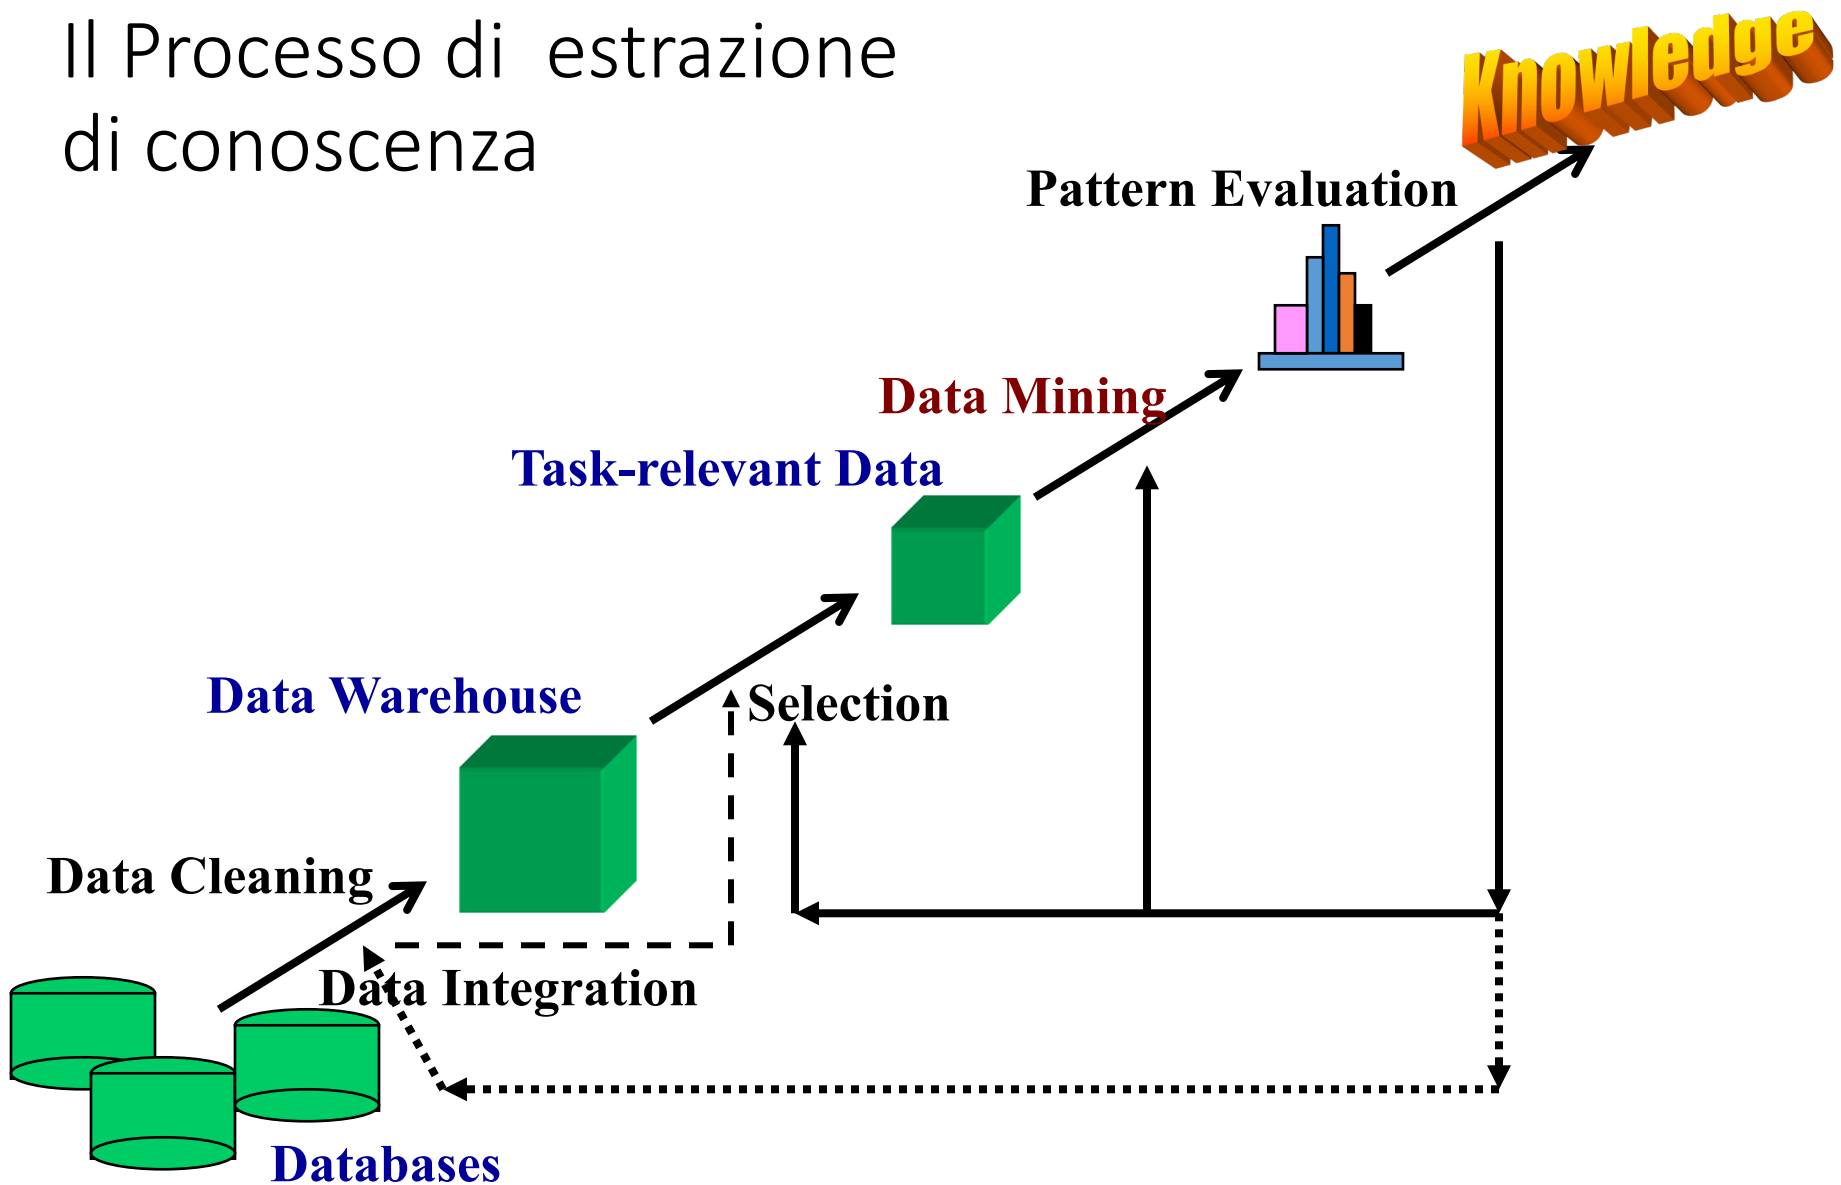 Il Processo di estrazione
di conoscenza
Knowledge
Pattern Evaluation
Data Mining
Task-relevant Data
Data Warehouse
Selection
Data Cleaning
Data Integration
Databases